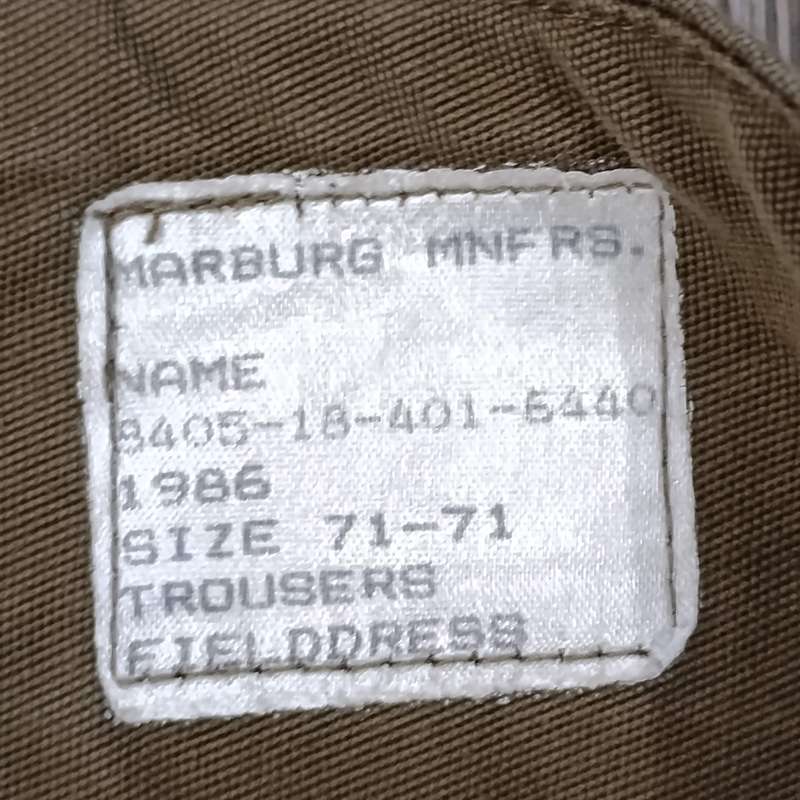 MARBURG MNFRS.
NAME
8405-18-401-6440
1986
SIZE 71-71
TROUSERS
FIELDDRESS